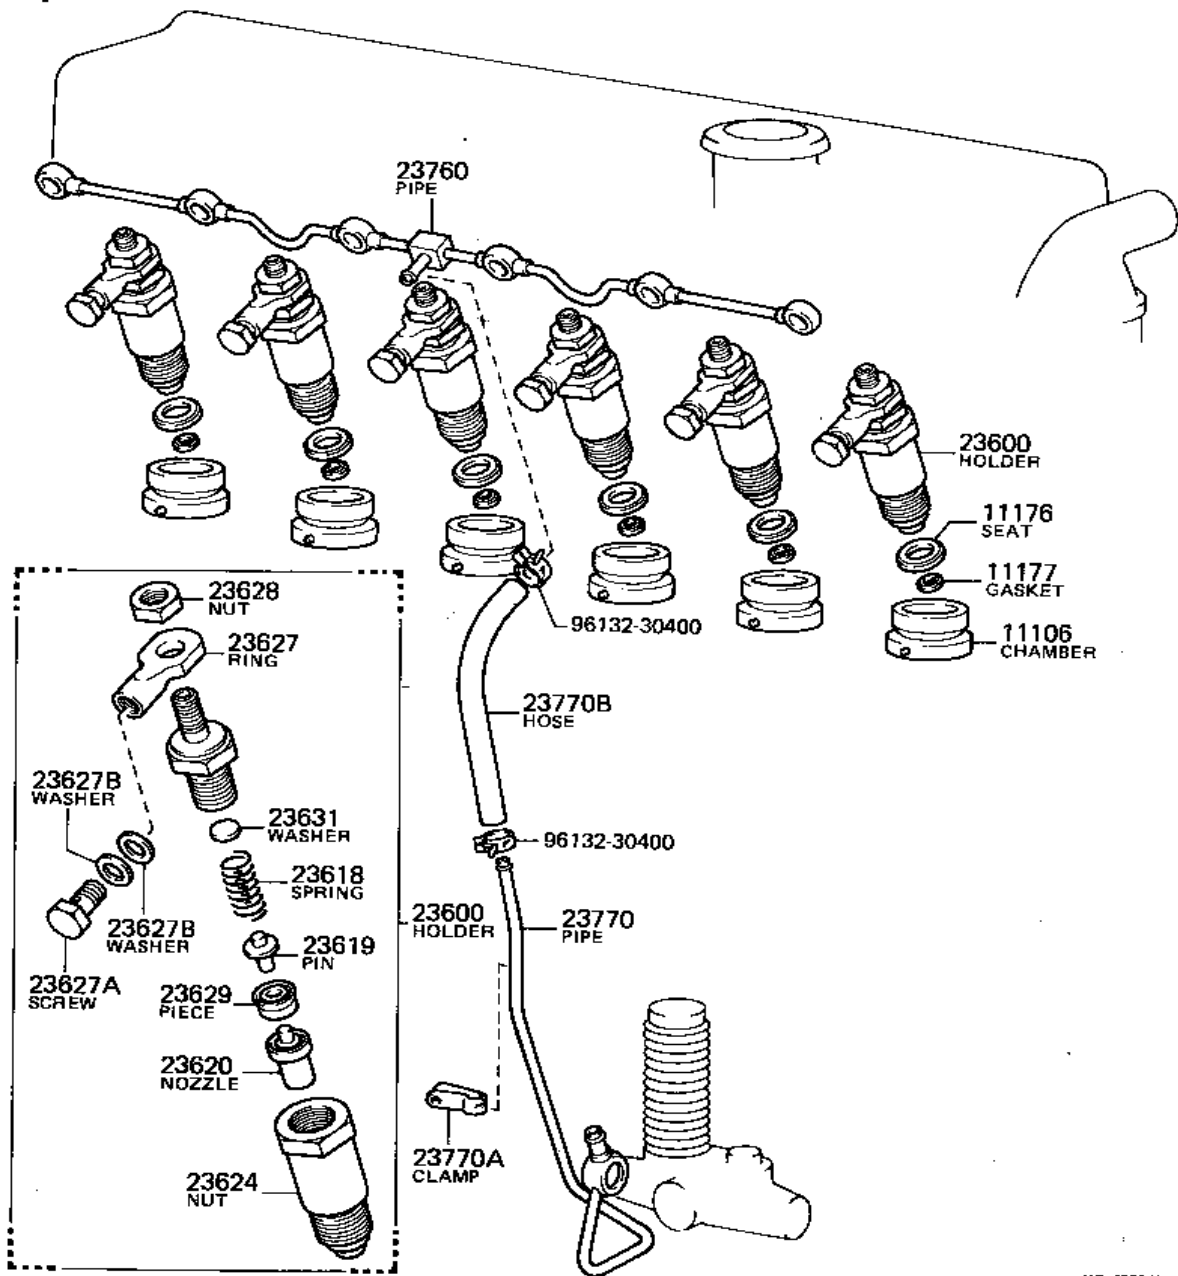 23760
PIPE
23600
HOLDER
11176
SEAT
11177
GASKET
11106
CHAMBER
96132-30400
23628
NUT
23627
RING
23770B
HOSE
23627B
WASHER
23631
WASHER
96132-30400
23618
SPRING
23627B
WASHER
23600
HOLDER
23770
PIPE
23619
PIN
23627A
SCREW
23629
PIECE
23620
NOZZLE
23770A
CLAMP
23624
NUT